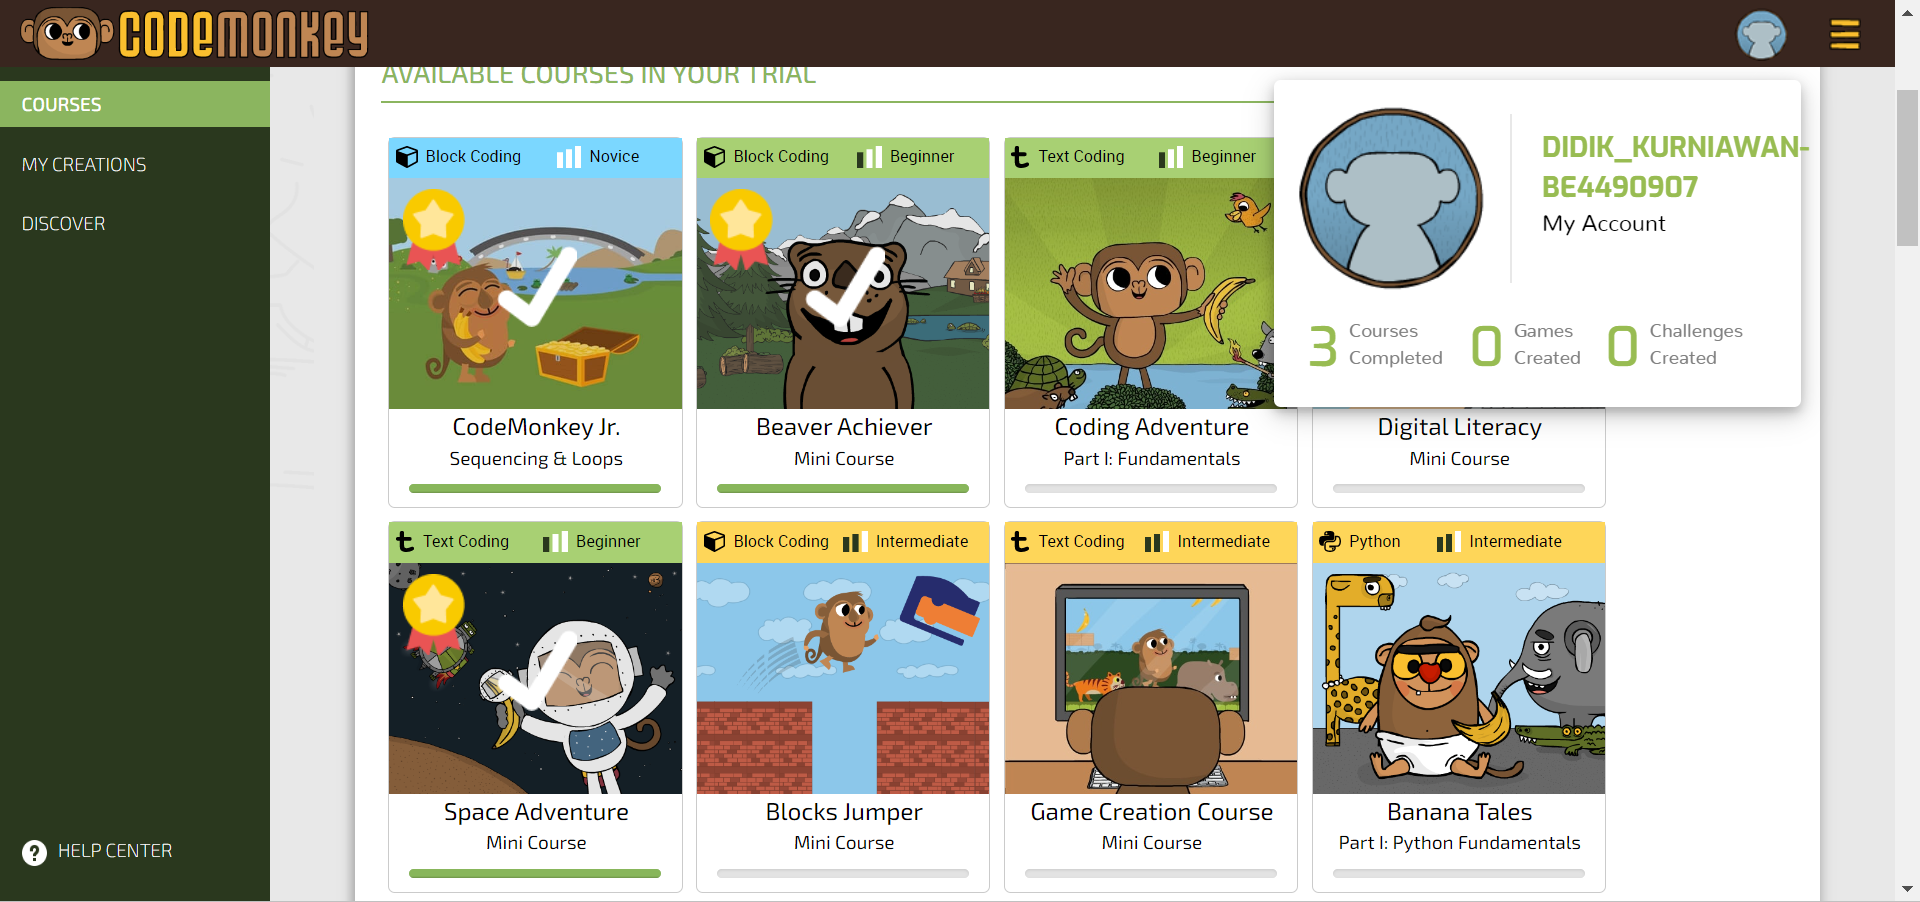 CODEMONKEY
AVAILABLE COURSES IN YOUR TRIAL
COURSES
MY CREATIONS
DISCOVER
HELP CENTER
DIDIK_KURNIAWAN-
BE4490907
My Account
3 Courses Completed
0 Games Created
0 Challenges Created
Block Coding Novice
CodeMonkey Jr.
Sequencing & Loops
Block Coding Beginner
Beaver Achiever
Mini Course
Text Coding Beginner
Coding Adventure
Part I: Fundamentals
Digital Literacy
Mini Course
Text Coding Beginner
Space Adventure
Mini Course
Block Coding Intermediate
Blocks Jumper
Mini Course
Text Coding Intermediate
Game Creation Course
Mini Course
Python Intermediate
Banana Tales
Part I: Python Fundamentals